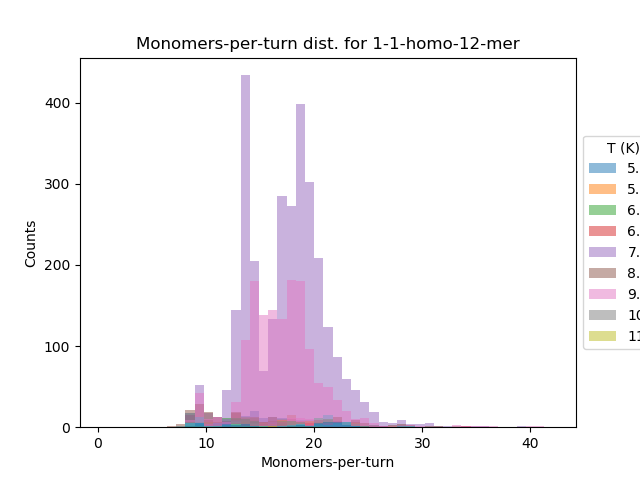 Monomers-per-turn dist. for 1-1-homo-12-mer
Counts
400
300
200
100
0
0 10 20 30 40
Monomers-per-turn
T (K)
5.
5.
6.
6.
7.
8.
9.
10
11